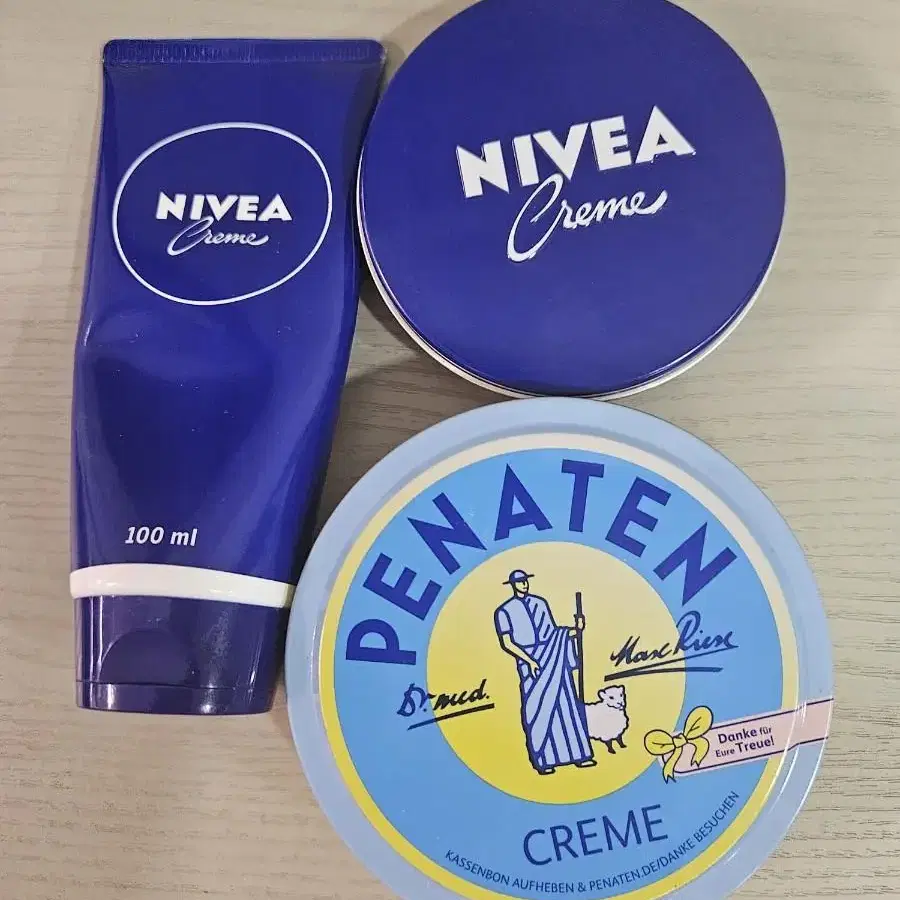 NIVEA
Creme
100 ml
NIVEA
Creme
PENATEN
Dr. med.
Max Riese
Danke für
Eure Treue!
CREME
KASSENBON AUFHEBEN & PENATEN.DE/DANKE BESUCHEN